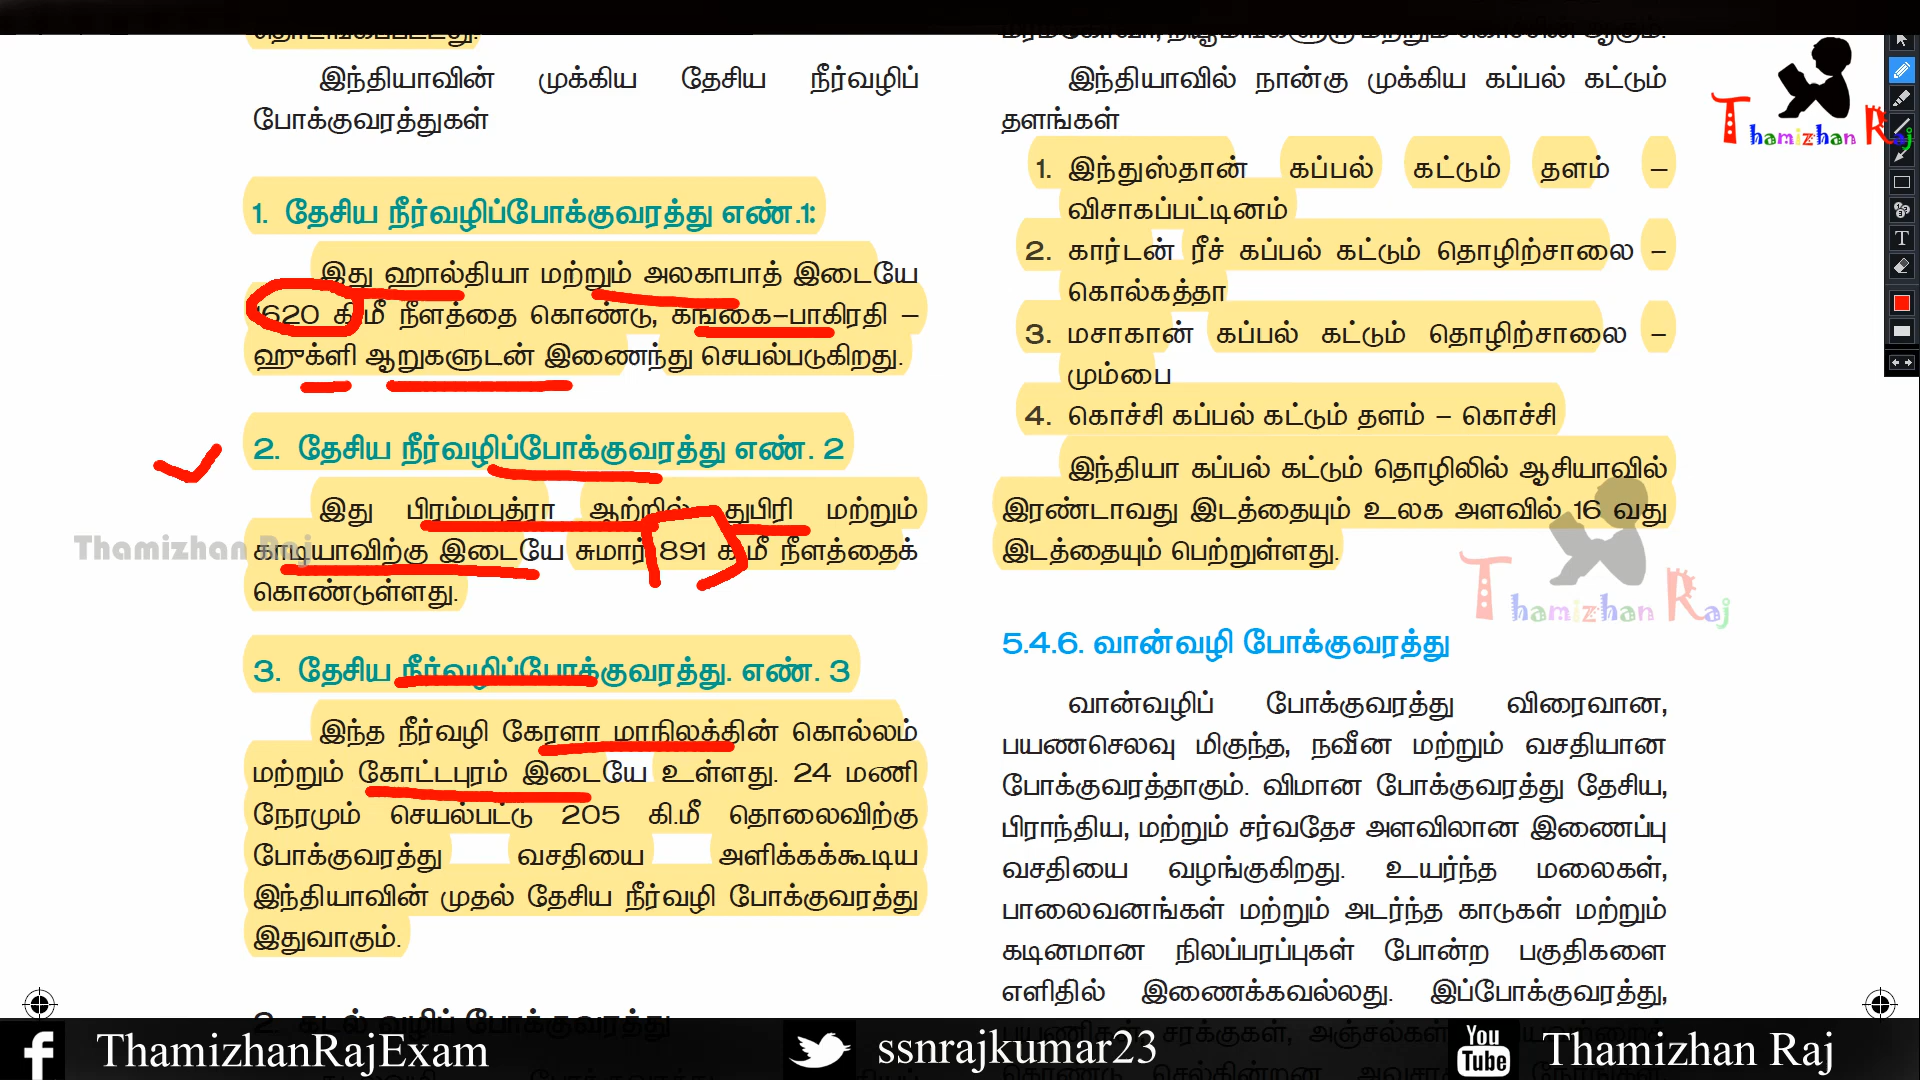 இந்தியாவின் முக்கிய தேசிய நீர்வழிப்
போக்குவரத்துகள்
1. தேசிய நீர்வழிப்போக்குவரத்து எண்.1:
இது ஹால்தியா மற்றும் அலகாபாத் இடையே
1620 கி.மீ நீளத்தை கொண்டு, கங்கை–பாகிரதி –
ஹுக்ளி ஆறுகளுடன் இணைந்து செயல்படுகிறது.
2. தேசிய நீர்வழிப்போக்குவரத்து எண். 2
இது பிரம்மபுத்ரா ஆற்றில் துபிரி மற்றும்
காடியாவிற்கு இடையே சுமார் 891 கி.மீ நீளத்தைக்
கொண்டுள்ளது.
3. தேசிய நீர்வழிப்போக்குவரத்து. எண். 3
இந்த நீர்வழி கேரளா மாநிலத்தின் கொல்லம்
மற்றும் கோட்டபுரம் இடையே உள்ளது. 24 மணி
நேரமும் செயல்பட்டு 205 கி.மீ தொலைவிற்கு
போக்குவரத்து வசதியை அளிக்கக்கூடிய
இந்தியாவின் முதல் தேசிய நீர்வழி போக்குவரத்து
இதுவாகும்.
2. கடல் வழிப் போக்குவரத்து
இந்தியாவில் நான்கு முக்கிய கப்பல் கட்டும்
தளங்கள்
1. இந்துஸ்தான் கப்பல் கட்டும் தளம் –
விசாகப்பட்டினம்
2. கார்டன் ரீச் கப்பல் கட்டும் தொழிற்சாலை –
கொல்கத்தா
3. மசாகான் கப்பல் கட்டும் தொழிற்சாலை –
மும்பை
4. கொச்சி கப்பல் கட்டும் தளம் – கொச்சி
இந்தியா கப்பல் கட்டும் தொழிலில் ஆசியாவில்
இரண்டாவது இடத்தையும் உலக அளவில் 16 வது
இடத்தையும் பெற்றுள்ளது.
5.4.6. வான்வழி போக்குவரத்து
வான்வழிப் போக்குவரத்து விரைவான,
பயணசெலவு மிகுந்த, நவீன மற்றும் வசதியான
போக்குவரத்தாகும். விமான போக்குவரத்து தேசிய,
பிராந்திய, மற்றும் சர்வதேச அளவிலான இணைப்பு
வசதியை வழங்குகிறது. உயர்ந்த மலைகள்,
பாலைவனங்கள் மற்றும் அடர்ந்த காடுகள் மற்றும்
கடினமான நிலப்பரப்புகள் போன்ற பகுதிகளை
எளிதில் இணைக்கவல்லது. இப்போக்குவரத்து,
Thamizhan Raj
Thamizhan Raj
Thamizhan Raj
ThamizhanRajExam
ssnrajkumar23
You Tube
Thamizhan Raj